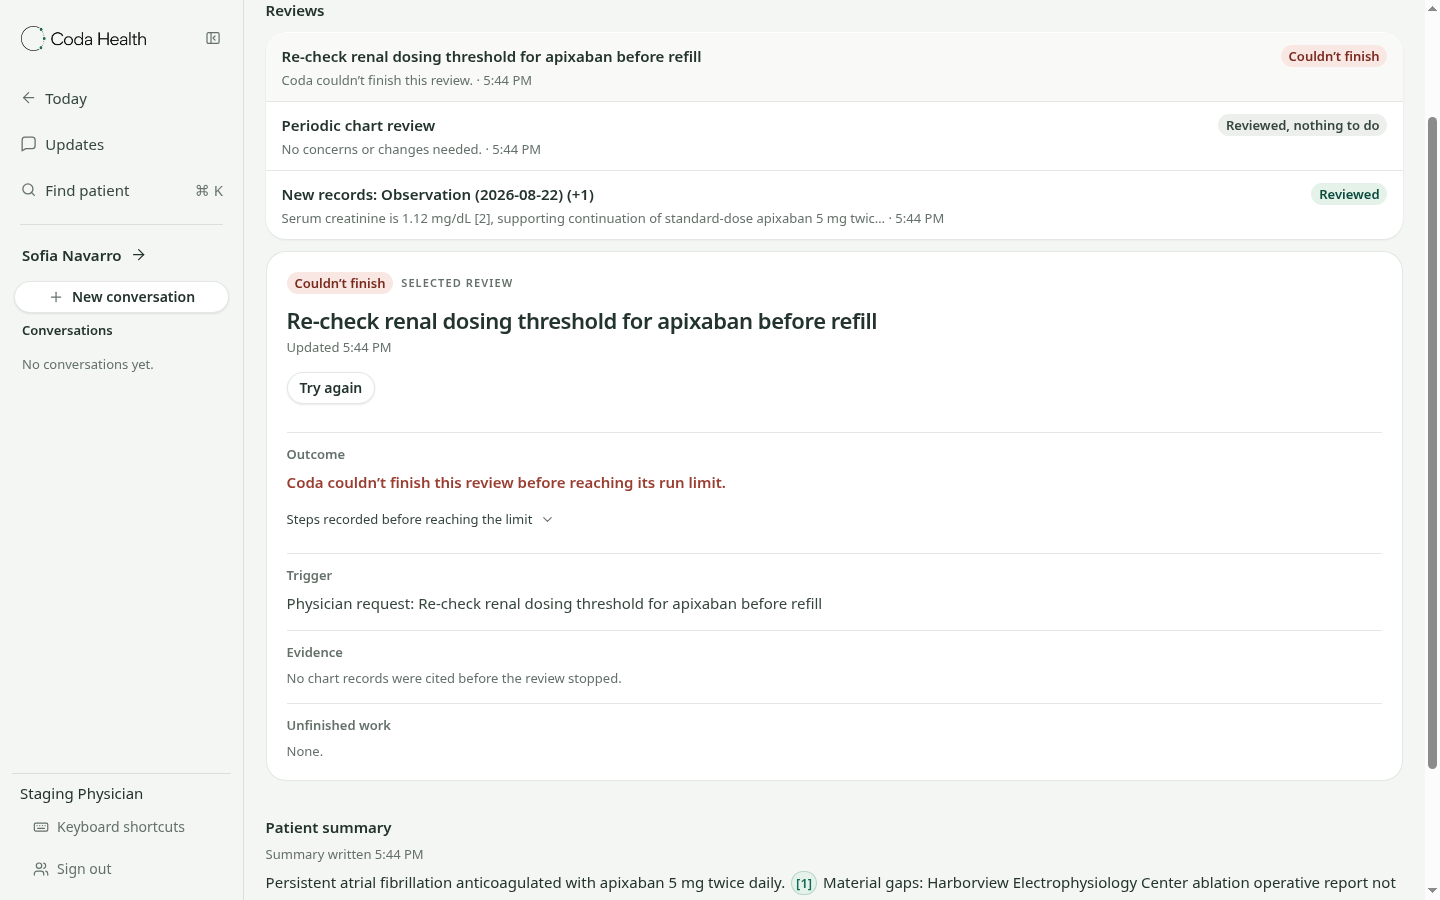 Coda Health
Today
Updates
Find patient ⌘ K
Sofia Navarro
New conversation
Conversations
No conversations yet.
Staging Physician
Keyboard shortcuts
Sign out
Reviews
Re-check renal dosing threshold for apixaban before refill
Couldn’t finish
Coda couldn’t finish this review. · 5:44 PM
Periodic chart review
Reviewed, nothing to do
No concerns or changes needed. · 5:44 PM
New records: Observation (2026-08-22) (+1)
Reviewed
Serum creatinine is 1.12 mg/dL [2], supporting continuation of standard-dose apixaban 5 mg twic… · 5:44 PM
Couldn’t finish SELECTED REVIEW
Re-check renal dosing threshold for apixaban before refill
Updated 5:44 PM
Try again
Outcome
Coda couldn’t finish this review before reaching its run limit.
Steps recorded before reaching the limit
Trigger
Physician request: Re-check renal dosing threshold for apixaban before refill
Evidence
No chart records were cited before the review stopped.
Unfinished work
None.
Patient summary
Summary written 5:44 PM
Persistent atrial fibrillation anticoagulated with apixaban 5 mg twice daily. [1] Material gaps: Harborview Electrophysiology Center ablation operative report not